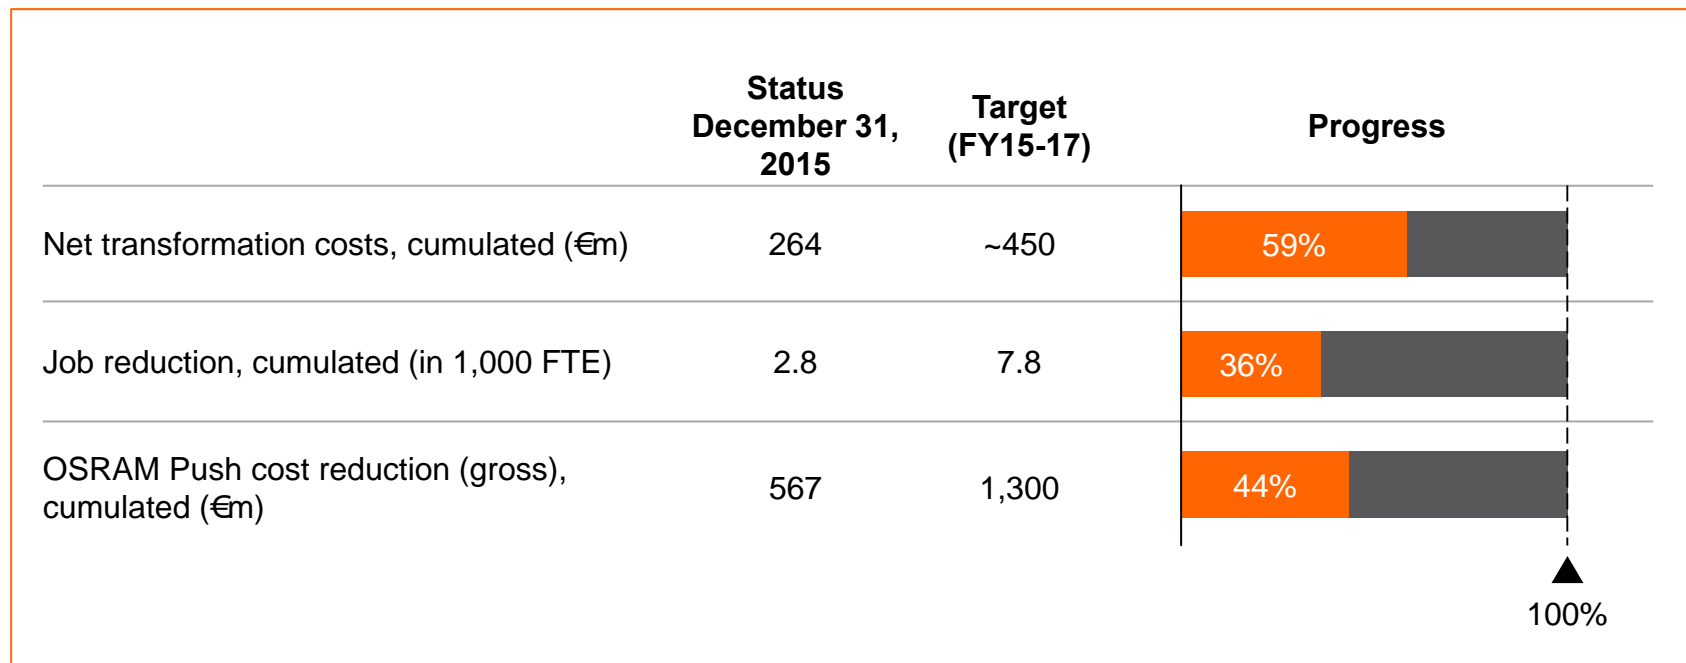 Status
December 31,
2015
Target
(FY15-17)
Progress
Net transformation costs, cumulated (€m)
264
~450
59%
Job reduction, cumulated (in 1,000 FTE)
2.8
7.8
36%
OSRAM Push cost reduction (gross),
cumulated (€m)
567
1,300
44%
100%